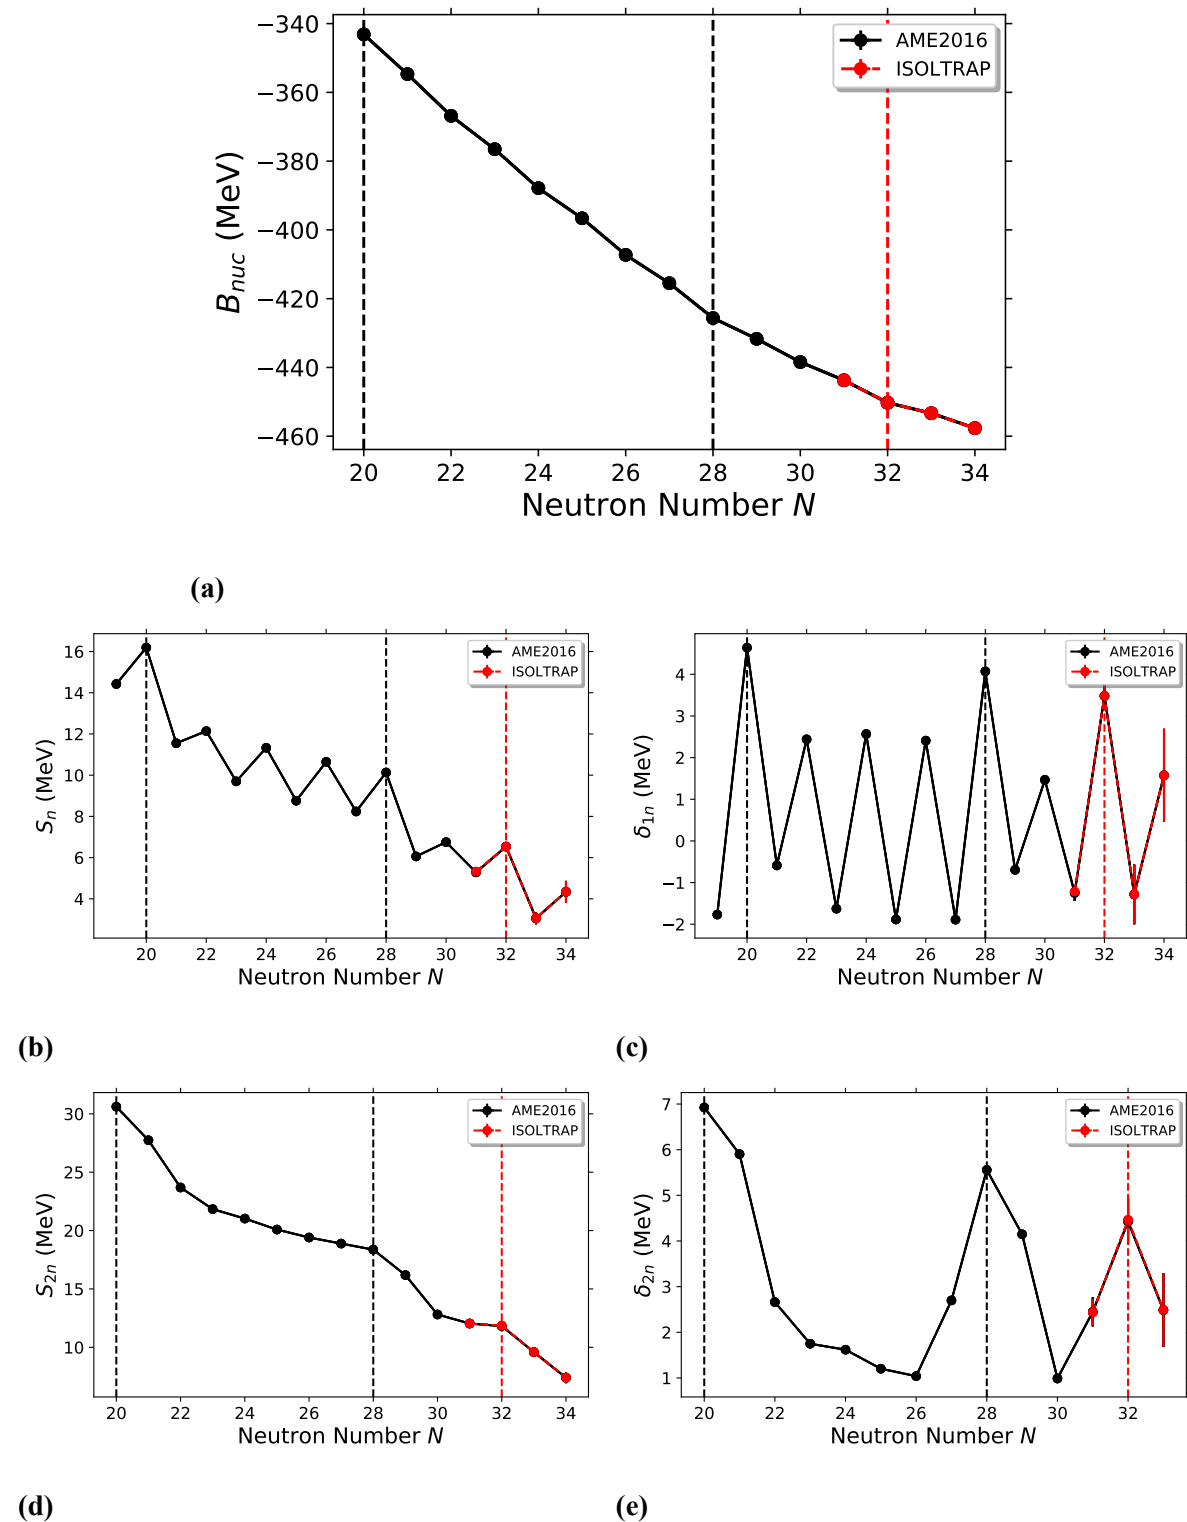 −340
−360
−380
−400
−420
−440
−460
B_nuc (MeV)
AME2016
ISOLTRAP
20 22 24 26 28 30 32 34
Neutron Number N
(a)
16
14
12
10
8
6
4
S_n (MeV)
AME2016
ISOLTRAP
20 22 24 26 28 30 32 34
Neutron Number N
(b)
4
3
2
1
0
−1
−2
δ_1n (MeV)
AME2016
ISOLTRAP
20 22 24 26 28 30 32 34
Neutron Number N
(c)
30
25
20
15
10
S_2n (MeV)
AME2016
ISOLTRAP
20 22 24 26 28 30 32 34
Neutron Number N
(d)
7
6
5
4
3
2
1
δ_2n (MeV)
AME2016
ISOLTRAP
20 22 24 26 28 30 32
Neutron Number N
(e)